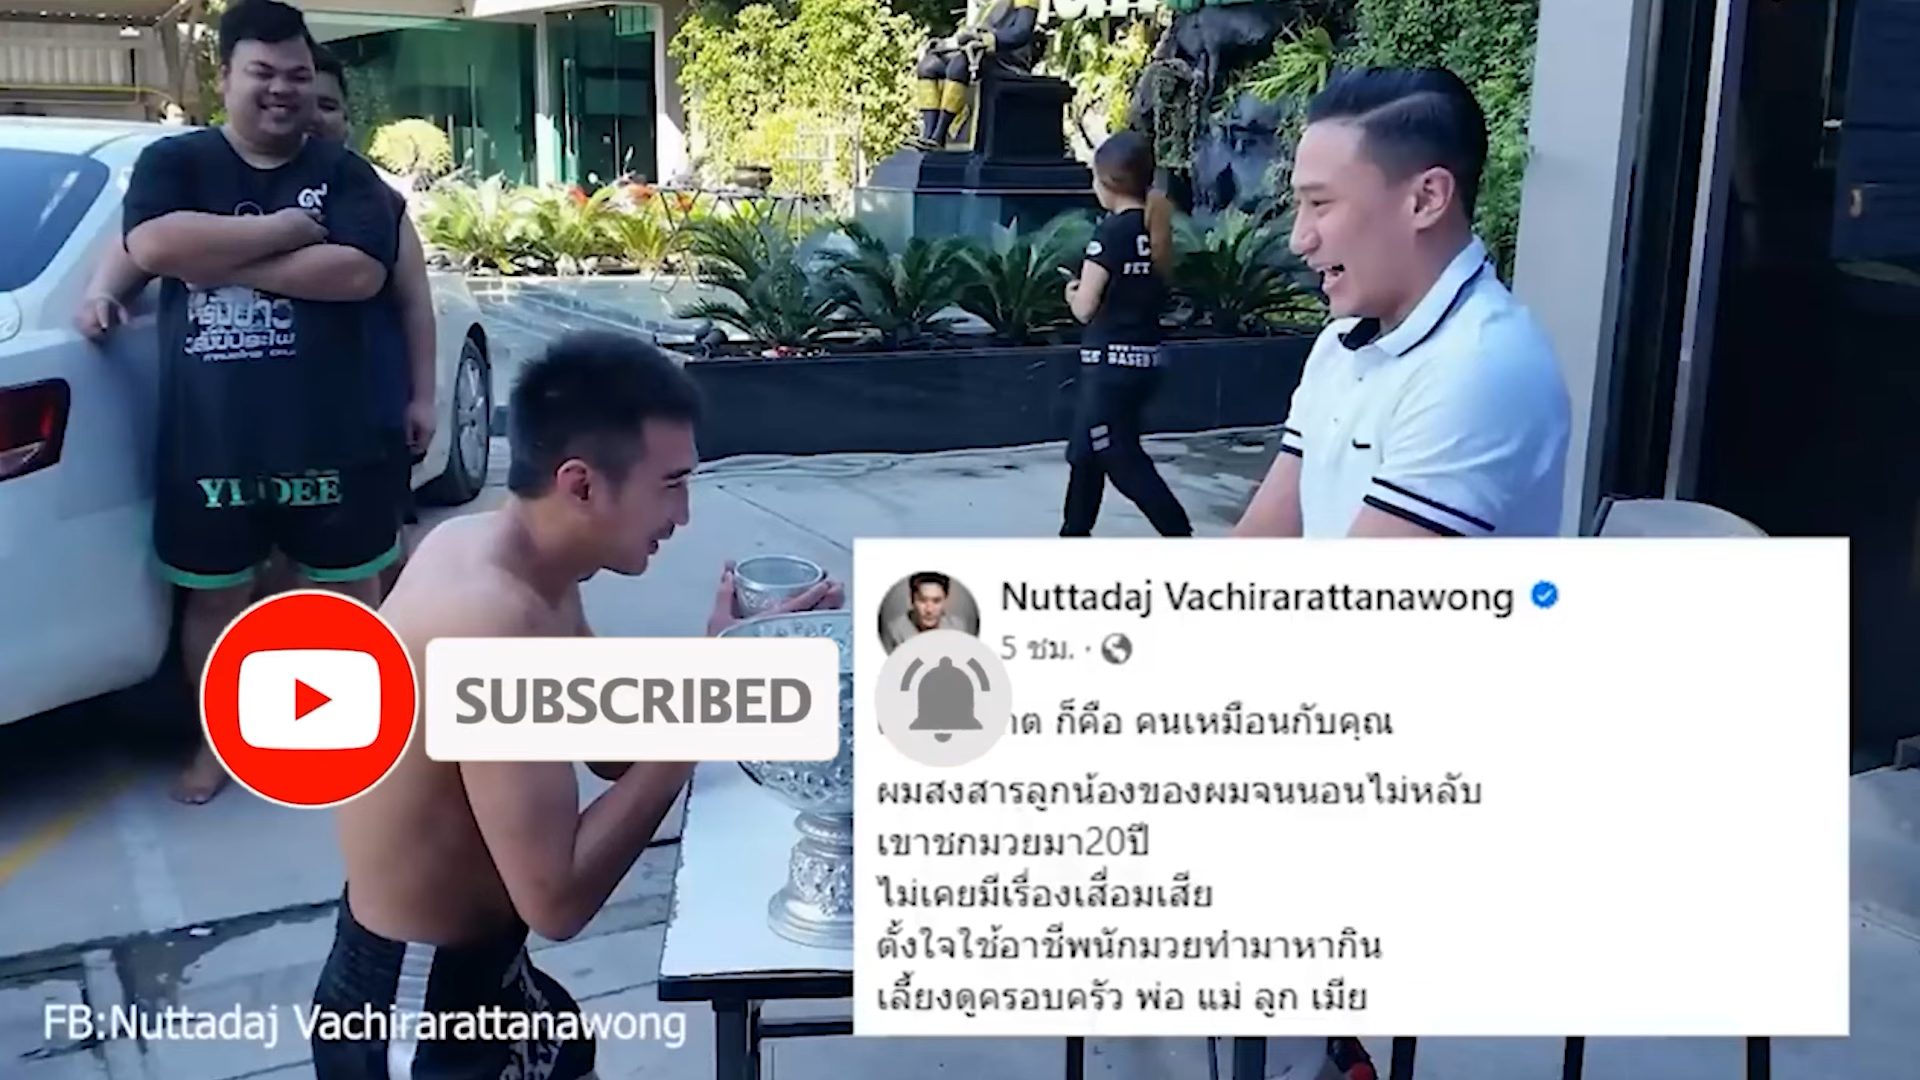 ๙
YOKDEE
BASED
Nuttadaj Vachirarattanawong
5 ชม.
ก็คือ คนเหมือนกับคุณ
SUBSCRIBED
ผมสงสารลูกน้องของผมจนนอนไม่หลับ
เขาชกมวยมา20ปี
ไม่เคยมีเรื่องเสื่อมเสีย
ตั้งใจใช้อาชีพนักมวยทำมาหากิน
เลี้ยงดูครอบครัว พ่อ แม่ ลูก เมีย
FB:Nuttadaj Vachirarattanawong